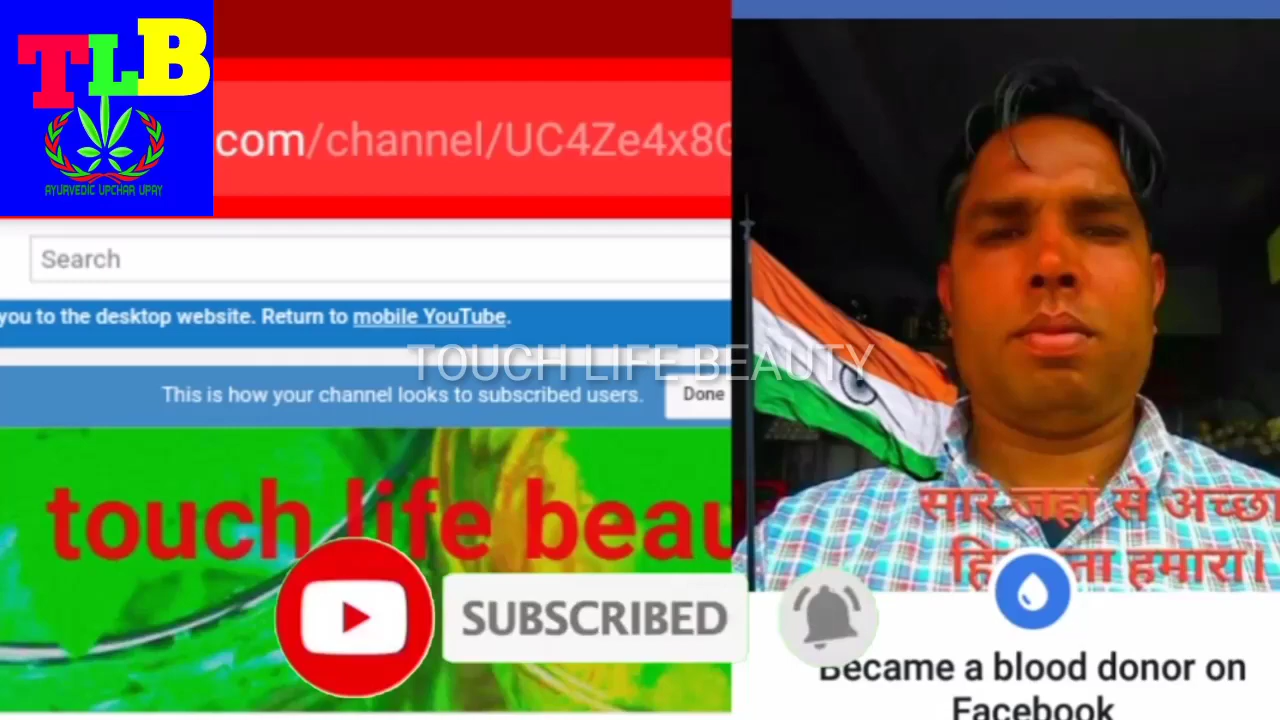 TLB
AYURVEDIC UPCHAR UPAY
.com/channel/UC4Ze4x8
Search
you to the desktop website. Return to mobile YouTube.
TOUCH LIFE BEAUTY
This is how your channel looks to subscribed users.
Done
touch life beau
SUBSCRIBED
सारे जहां से अच्छा
हमारा।
Became a blood donor on
Facebook